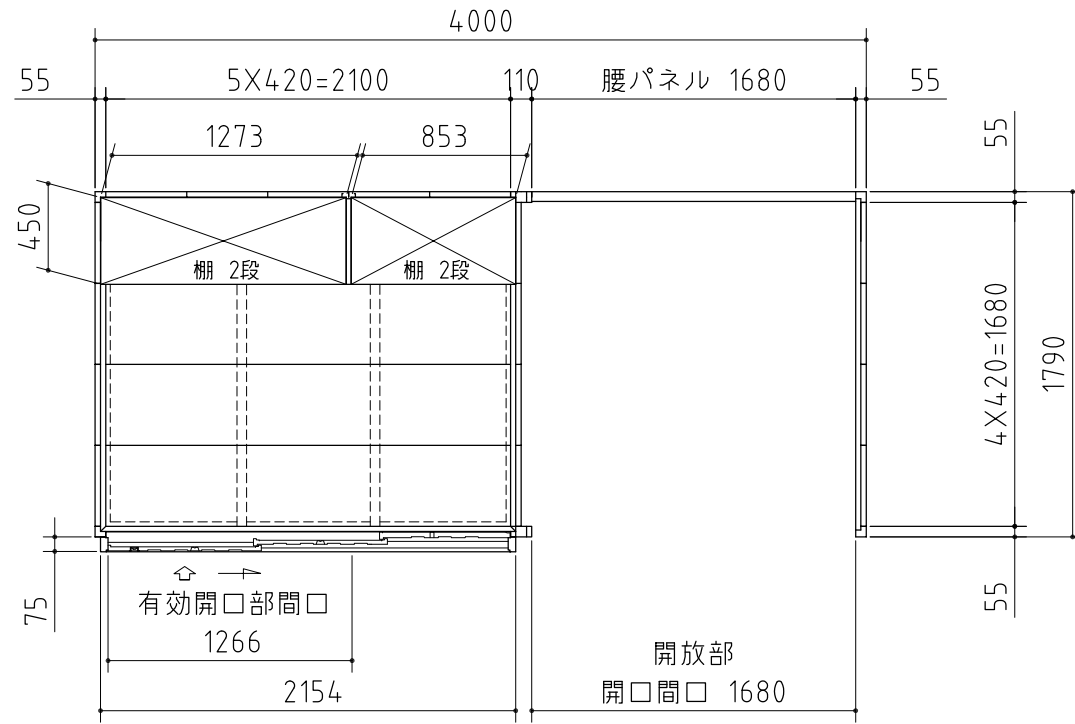 4000
55
5X420=2100
110
腰パネル 1680
55
1273
853
55
450
棚 2段
棚 2段
4X420=1680
1790
75
有効開口部間口
1266
55
開放部
2154
開口間口 1680